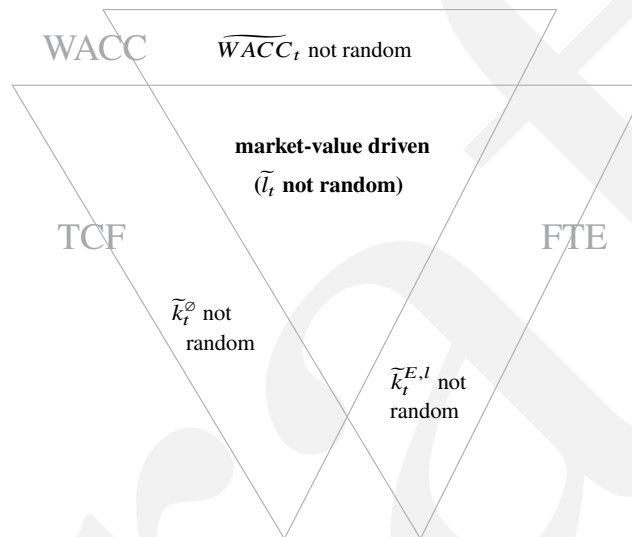 WACC
$\widetilde{WACC}_t$ not random
market-value driven
($\widetilde{l}_t$ not random)
TCF
FTE
$\widetilde{k}_t^{\varnothing}$ not
random
$\widetilde{k}_t^{E,l}$ not
random